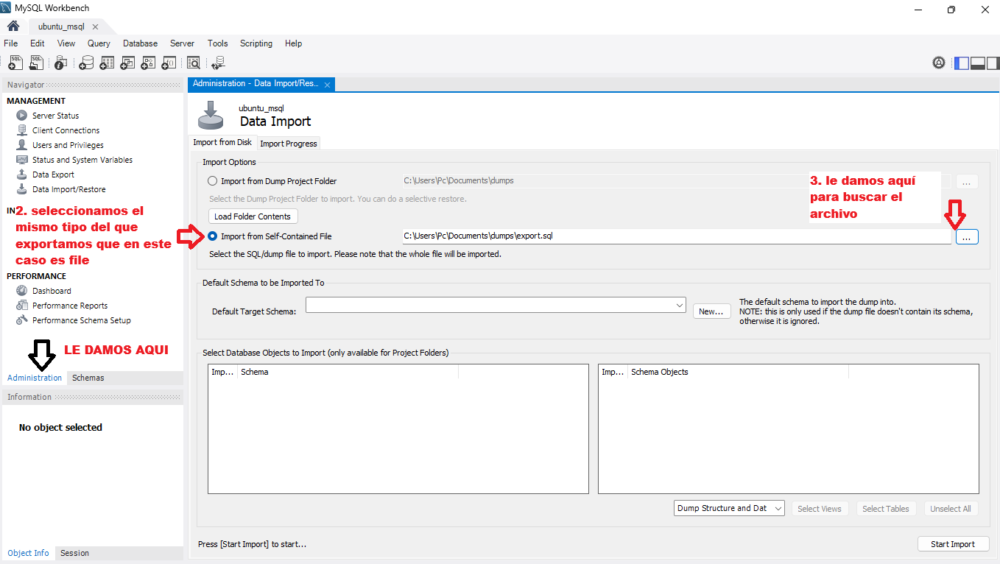 MySQL Workbench
ubuntu_msql
File Edit View Query Database Server Tools Scripting Help
Navigator
MANAGEMENT
Server Status
Client Connections
Users and Privileges
Status and System Variables
Data Export
Data Import/Restore
IN
2. seleccionamos el
mismo tipo del que
exportamos que en este
caso es file
PERFORMANCE
Dashboard
Performance Reports
Performance Schema Setup
LE DAMOS AQUI
Administration Schemas
Information
No object selected
Object Info Session
Administration - Data Import/Res...
ubuntu_msql
Data Import
Import from Disk Import Progress
Import Options
Import from Dump Project Folder C:\Users\Pc\Documents\dumps ...
Select the Dump Project Folder to import. You can do a selective restore.
3. le damos aquí
para buscar el
archivo
Load Folder Contents
Import from Self-Contained File C:\Users\Pc\Documents\dumps\export.sql ...
Select the SQL/dump file to import. Please note that the whole file will be imported.
Default Schema to be Imported To
Default Target Schema: New...
The default schema to import the dump into.
NOTE: this is only used if the dump file doesn't contain its schema,
otherwise it is ignored.
Select Database Objects to Import (only available for Project Folders)
Imp... Schema
Imp... Schema Objects
Dump Structure and Dat Select Views Select Tables Unselect All
Press [Start Import] to start... Start Import